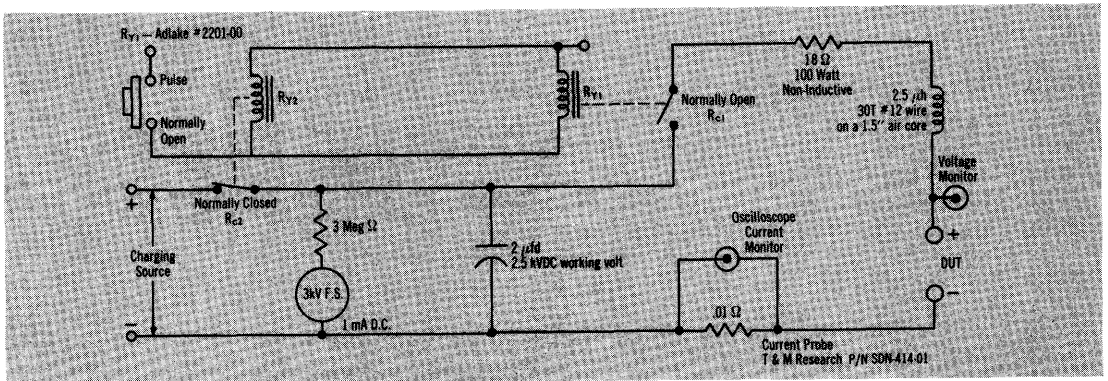 RY1 — Adlake #2201-00
Pulse
Normally
Open
RY2
RY1
Normally Open
RC1
18 Ω
100 Watt
Non-Inductive
2.5 μh
30T #12 wire
on a 1.5" air core
Voltage
Monitor
+
Normally Closed
RC2
Charging
Source
3 Meg Ω
3kV F.S.
1 mA D.C.
2 μfd
2.5 kVDC working volt
Oscilloscope
Current
Monitor
+
DUT
−
−
.01 Ω
Current Probe
T & M Research P/N SDN-414-01